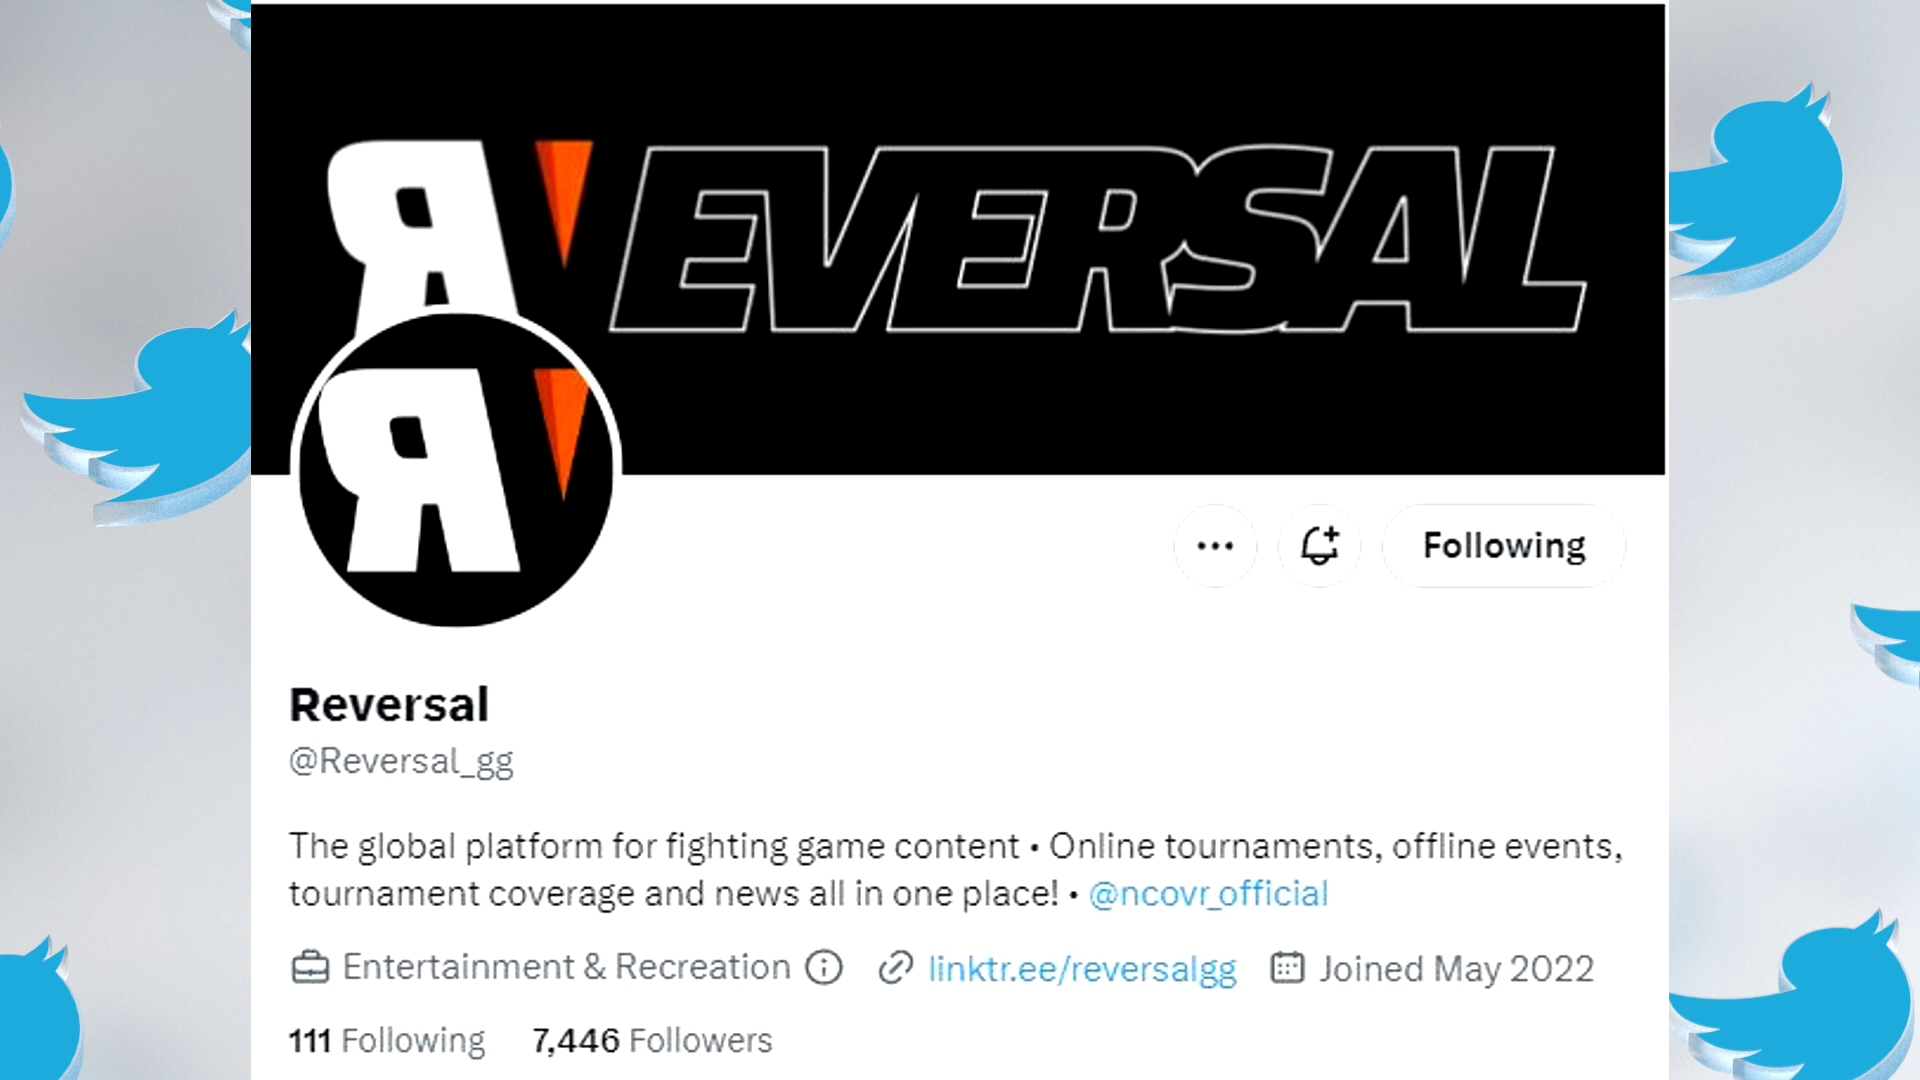 ЯEVERSAL
Я
Following
Reversal
@Reversal_gg
The global platform for fighting game content • Online tournaments, offline events,
tournament coverage and news all in one place! • @ncovr_official
Entertainment & Recreation linktr.ee/reversalgg Joined May 2022
111 Following 7,446 Followers